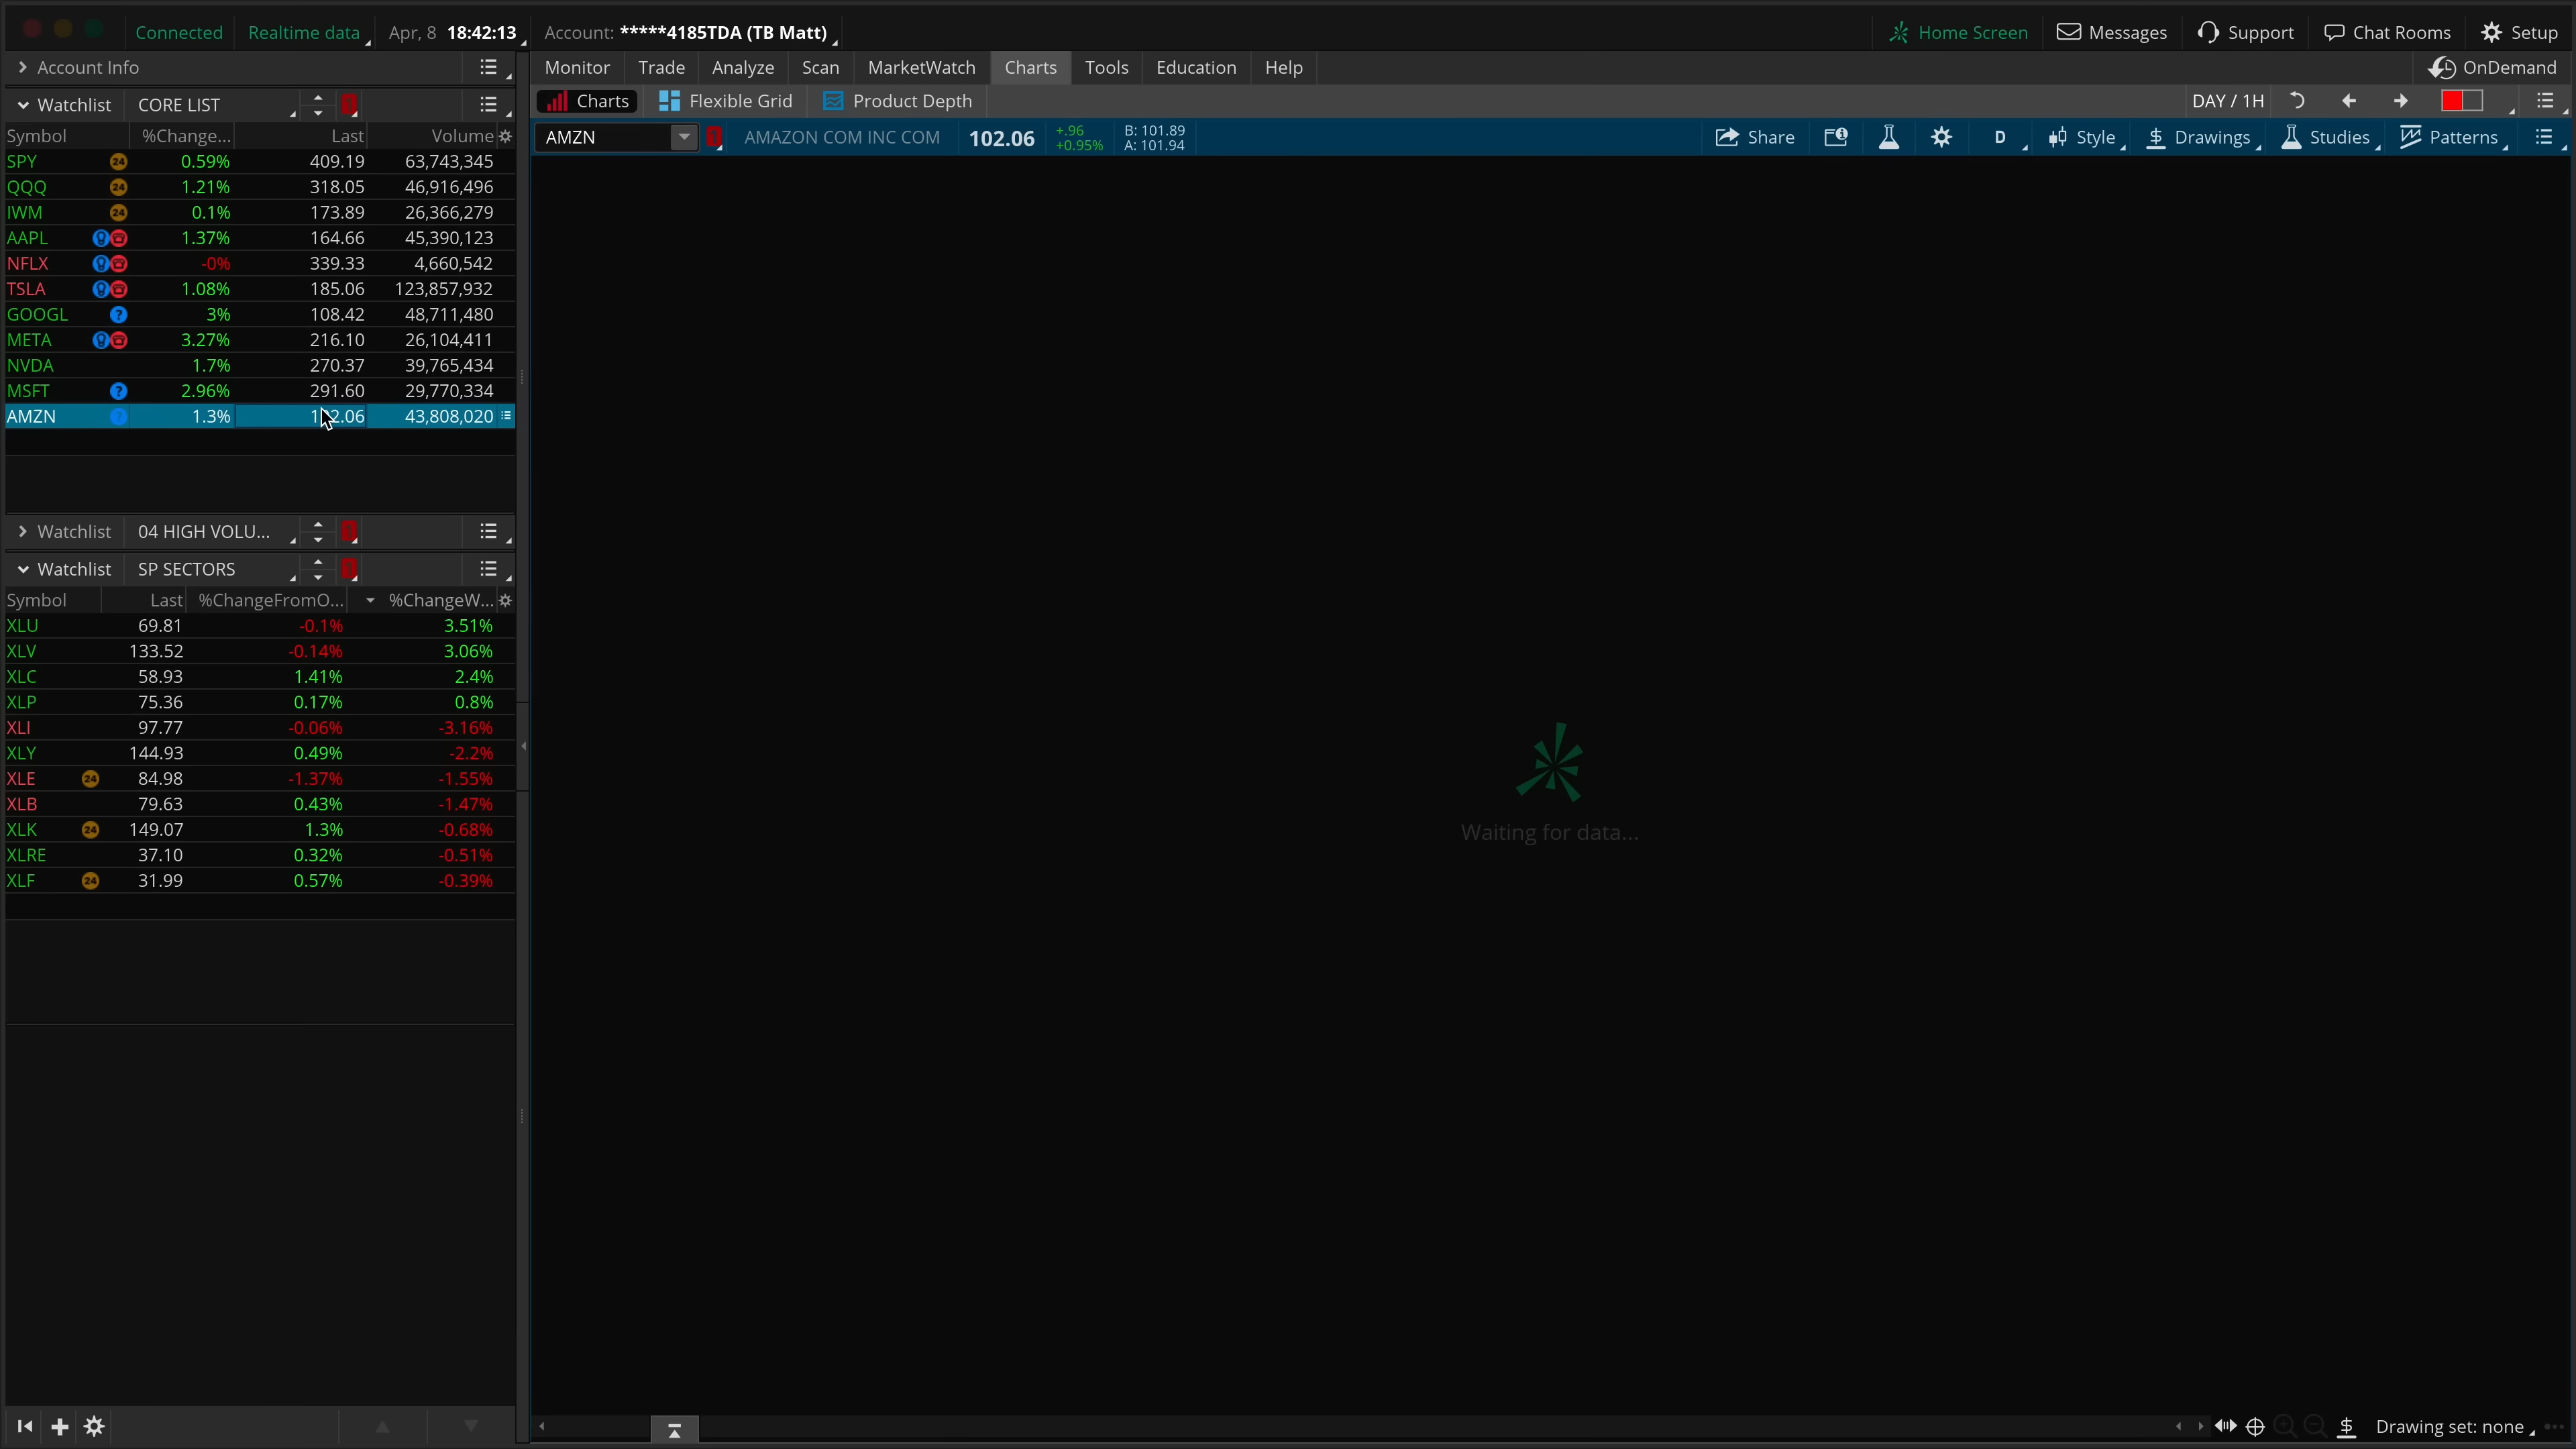 Connected Realtime data Apr, 8 18:42:13 Account: *****4185TDA (TB Matt) Home Screen Messages Support Chat Rooms Setup
Account Info
Monitor Trade Analyze Scan MarketWatch Charts Tools Education Help OnDemand
Charts Flexible Grid Product Depth DAY / 1H
AMZN AMAZON COM INC COM 102.06 +.96 +0.95% B: 101.89 A: 101.94 Share D Style Drawings Studies Patterns
Watchlist CORE LIST
Symbol %Change... Last Volume
SPY 24 0.59% 409.19 63,743,345
QQQ 24 1.21% 318.05 46,916,496
IWM 24 0.1% 173.89 26,366,279
AAPL 1.37% 164.66 45,390,123
NFLX -0% 339.33 4,660,542
TSLA 1.08% 185.06 123,857,932
GOOGL ? 3% 108.42 48,711,480
META 3.27% 216.10 26,104,411
NVDA 1.7% 270.37 39,765,434
MSFT ? 2.96% 291.60 29,770,334
AMZN ? 1.3% 43,808,020
Watchlist 04 HIGH VOLU...
Watchlist SP SECTORS
Symbol Last %ChangeFromO... %ChangeW...
XLU 69.81 -0.1% 3.51%
XLV 133.52 -0.14% 3.06%
XLC 58.93 1.41% 2.4%
XLP 75.36 0.17% 0.8%
XLI 97.77 -0.06% -3.16%
XLY 144.93 0.49% -2.2%
XLE 24 84.98 -1.37% -1.55%
XLB 79.63 0.43% -1.47%
XLK 24 149.07 1.3% -0.68%
XLRE 37.10 0.32% -0.51%
XLF 24 31.99 0.57% -0.39%
Waiting for data...
Drawing set: none